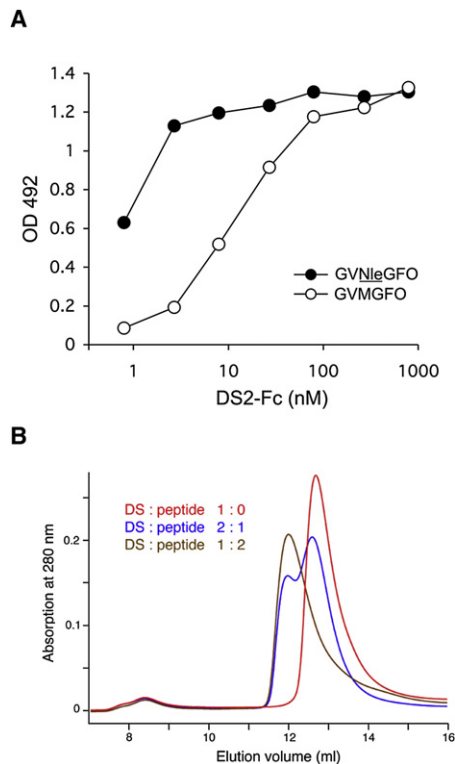 A
1.4
1.2
1
0.8
0.6
0.4
0.2
0
OD 492
GVNleGFO
GVMGFO
1
10
100
1000
DS2-Fc (nM)
B
DS : peptide 1 : 0
DS : peptide 2 : 1
DS : peptide 1 : 2
0.2
0.1
0
Absorption at 280 nm
8
10
12
14
16
Elution volume (ml)